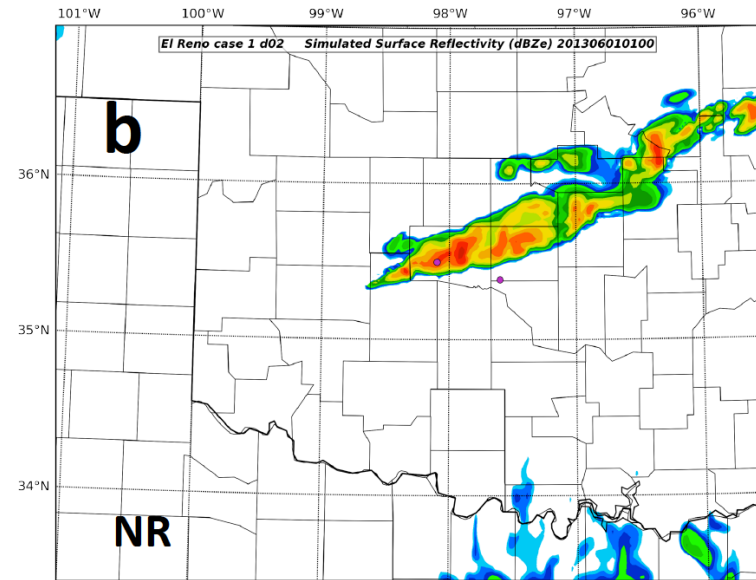 101°W 100°W 99°W 98°W 97°W 96°W
El Reno case 1 d02 Simulated Surface Reflectivity (dBZe) 201306010100
b
36°N
35°N
34°N
NR